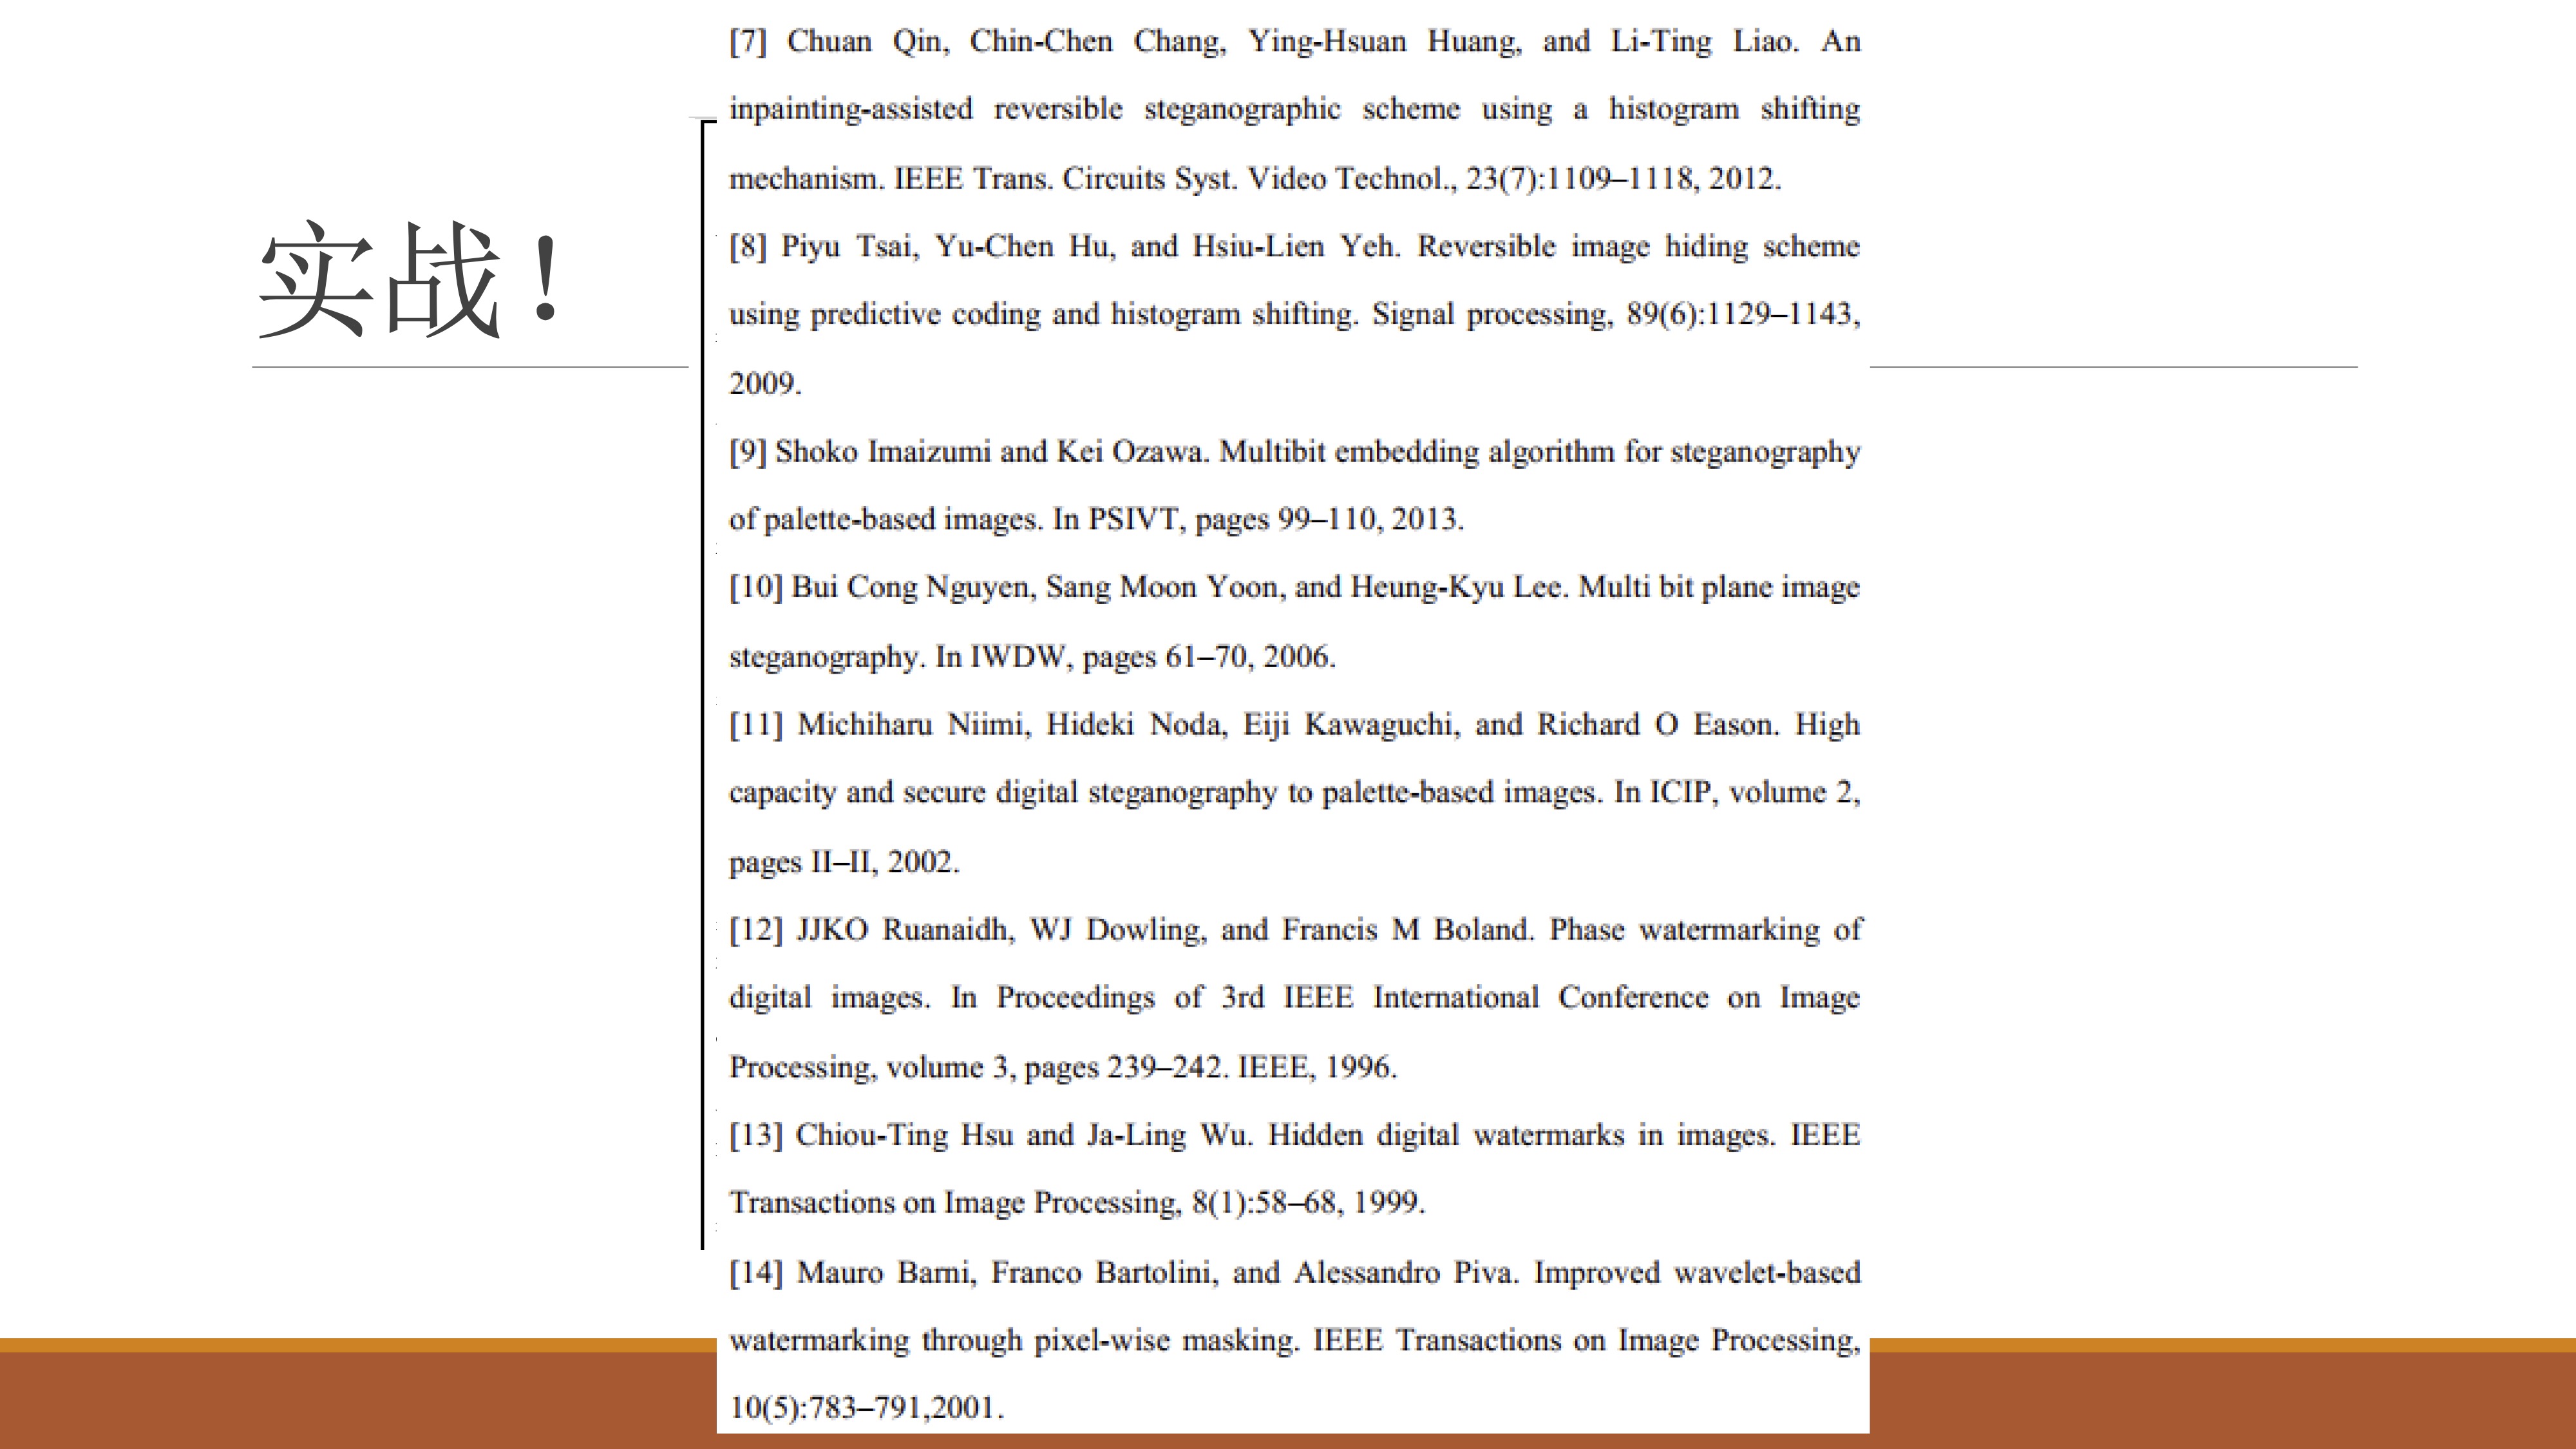 实战！
[7] Chuan Qin, Chin-Chen Chang, Ying-Hsuan Huang, and Li-Ting Liao. An
inpainting-assisted reversible steganographic scheme using a histogram shifting
mechanism. IEEE Trans. Circuits Syst. Video Technol., 23(7):1109–1118, 2012.
[8] Piyu Tsai, Yu-Chen Hu, and Hsiu-Lien Yeh. Reversible image hiding scheme
using predictive coding and histogram shifting. Signal processing, 89(6):1129–1143,
2009.
[9] Shoko Imaizumi and Kei Ozawa. Multibit embedding algorithm for steganography
of palette-based images. In PSIVT, pages 99–110, 2013.
[10] Bui Cong Nguyen, Sang Moon Yoon, and Heung-Kyu Lee. Multi bit plane image
steganography. In IWDW, pages 61–70, 2006.
[11] Michiharu Niimi, Hideki Noda, Eiji Kawaguchi, and Richard O Eason. High
capacity and secure digital steganography to palette-based images. In ICIP, volume 2,
pages II–II, 2002.
[12] JJKO Ruanaidh, WJ Dowling, and Francis M Boland. Phase watermarking of
digital images. In Proceedings of 3rd IEEE International Conference on Image
Processing, volume 3, pages 239–242. IEEE, 1996.
[13] Chiou-Ting Hsu and Ja-Ling Wu. Hidden digital watermarks in images. IEEE
Transactions on Image Processing, 8(1):58–68, 1999.
[14] Mauro Barni, Franco Bartolini, and Alessandro Piva. Improved wavelet-based
watermarking through pixel-wise masking. IEEE Transactions on Image Processing,
10(5):783–791,2001.